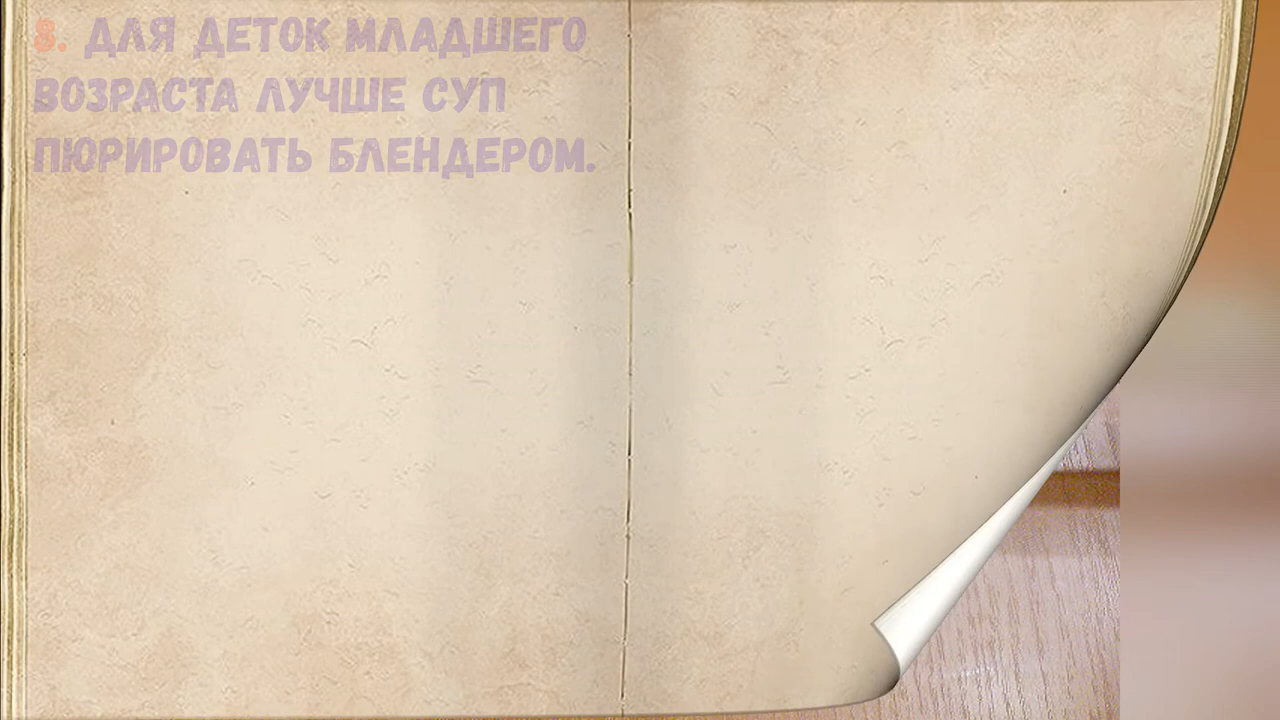 8. ДЛЯ ДЕТОК МЛАДШЕГО
ВОЗРАСТА ЛУЧШЕ СУП
ПЮРИРОВАТЬ БЛЕНДЕРОМ.